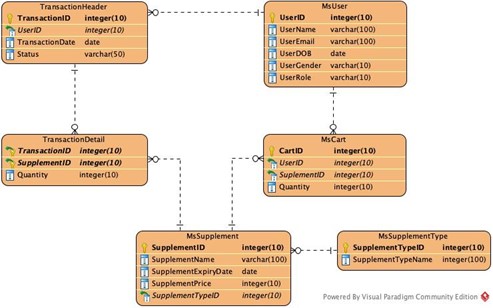 TransactionHeader
TransactionID integer(10)
UserID integer(10)
TransactionDate date
Status varchar(50)
MsUser
UserID integer(10)
UserName varchar(100)
UserEmail varchar(100)
UserDOB date
UserGender varchar(10)
UserRole varchar(10)
TransactionDetail
TransactionID integer(10)
SupplementID integer(10)
Quantity integer(10)
MsCart
CartID integer(10)
UserID integer(10)
SuplementID integer(10)
Quantity integer(10)
MsSupplement
SupplementID integer(10)
SupplementName varchar(100)
SupplementExpiryDate date
SupplementPrice integer(10)
SupplementTypeID integer(10)
MsSupplementType
SupplementTypeID integer(10)
SupplementTypeName integer(100)
Powered By Visual Paradigm Community Edition